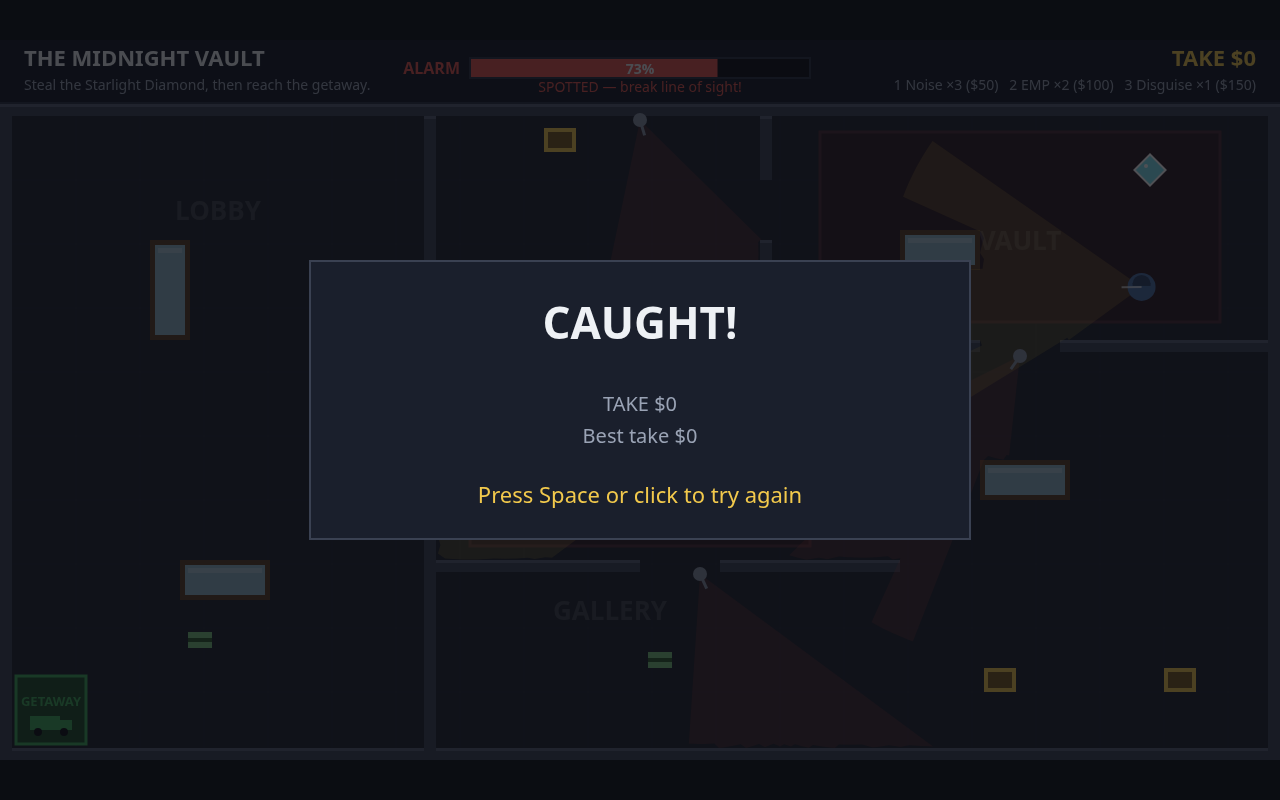 THE MIDNIGHT VAULT
Steal the Starlight Diamond, then reach the getaway.
ALARM
73%
SPOTTED — break line of sight!
TAKE $0
1 Noise ×3 ($50) 2 EMP ×2 ($100) 3 Disguise ×1 ($150)
LOBBY
VAULT
CAUGHT!
TAKE $0
Best take $0
Press Space or click to try again
GALLERY
GETAWAY